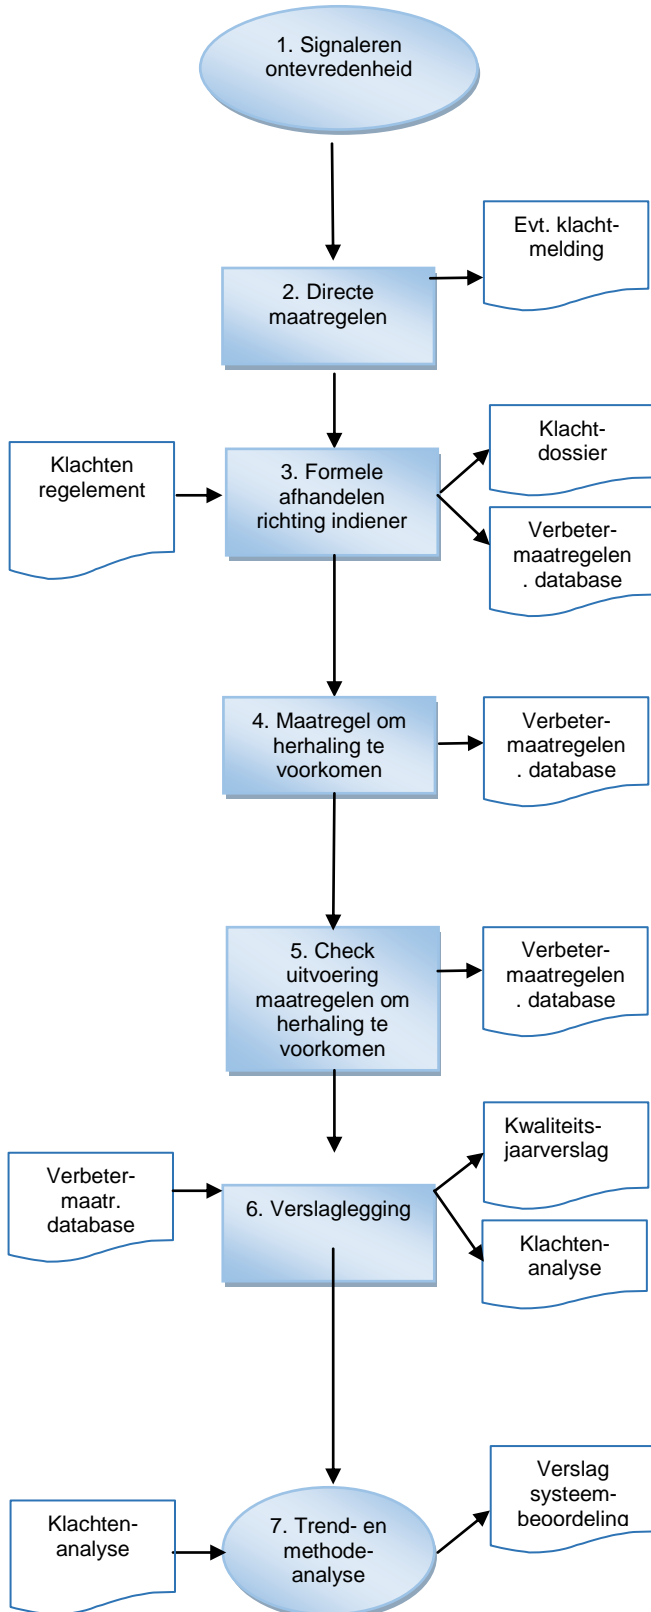 1. Signaleren
ontevredenheid
Evt. klacht-
melding
2. Directe
maatregelen
Klacht-
dossier
Klachten
regelement
3. Formele
afhandelen
richting indiener
Verbeter-
maatregelen
. database
4. Maatregel om
herhaling te
voorkomen
Verbeter-
maatregelen
. database
5. Check
uitvoering
maatregelen om
herhaling te
voorkomen
Verbeter-
maatregelen
. database
Kwaliteits-
jaarverslag
Verbeter-
maatr.
database
6. Verslaglegging
Klachten-
analyse
Verslag
systeem-
beoordeling
Klachten-
analyse
7. Trend- en
methode-
analyse